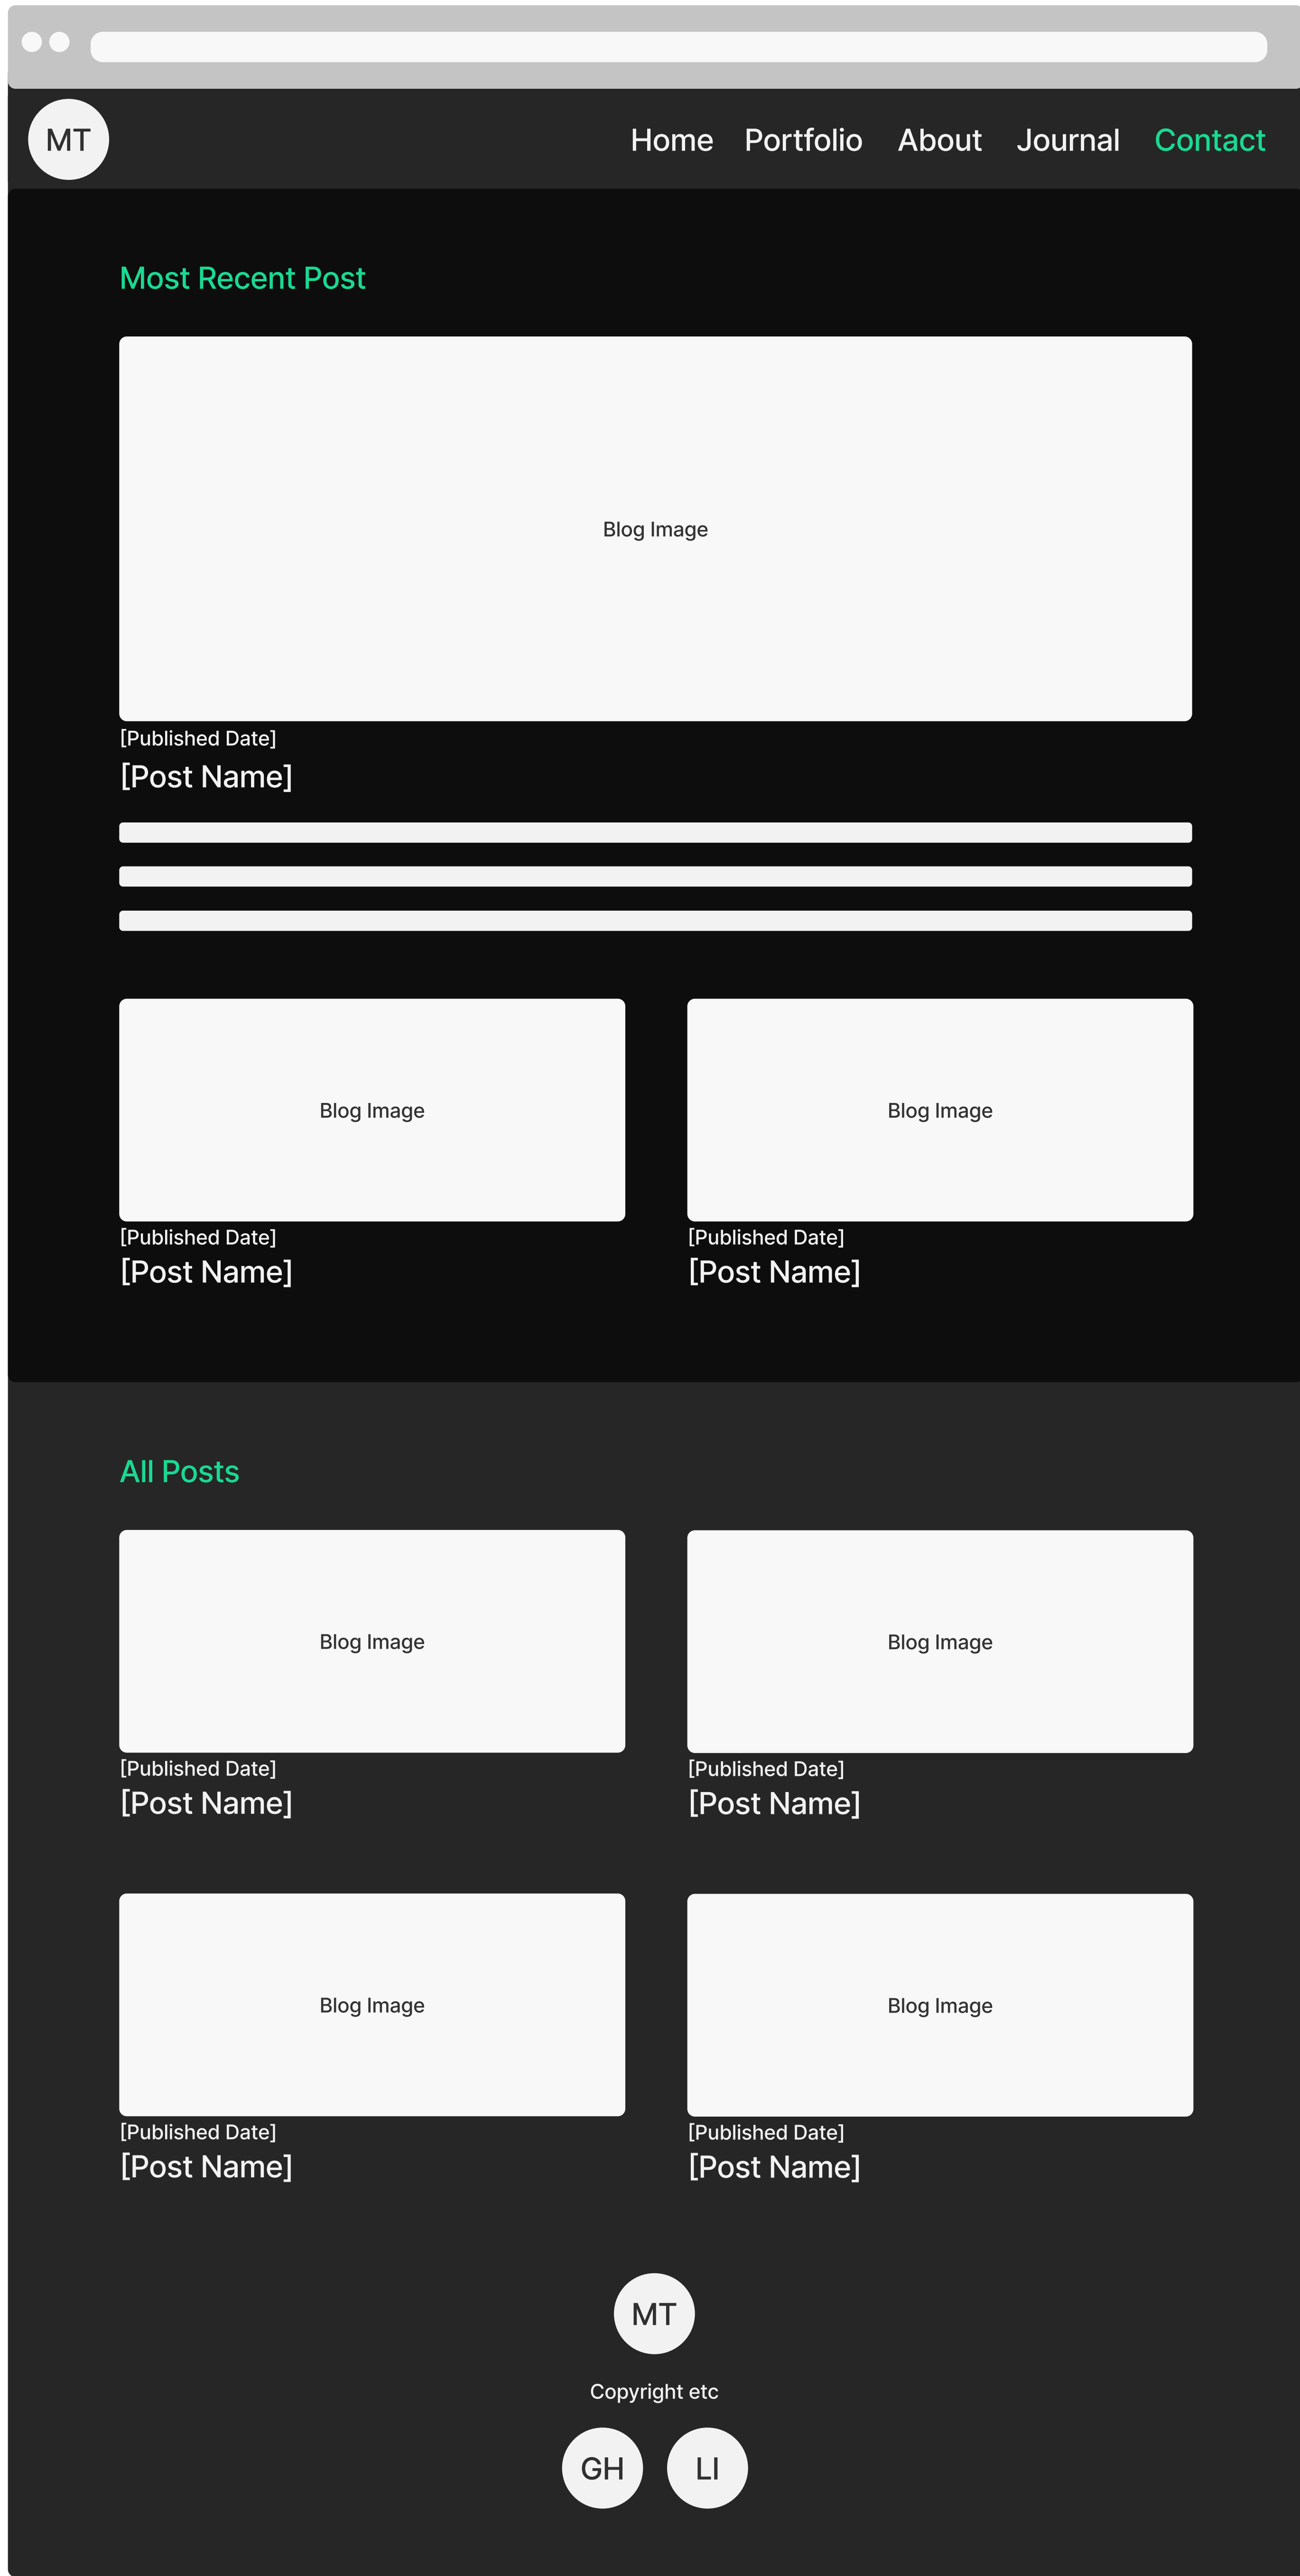 MT
Home Portfolio About Journal Contact
Most Recent Post
Blog Image
[Published Date]
[Post Name]
Blog Image Blog Image
[Published Date] [Published Date]
[Post Name] [Post Name]
All Posts
Blog Image Blog Image
[Published Date] [Published Date]
[Post Name] [Post Name]
Blog Image Blog Image
[Published Date] [Published Date]
[Post Name] [Post Name]
MT
Copyright etc
GH LI